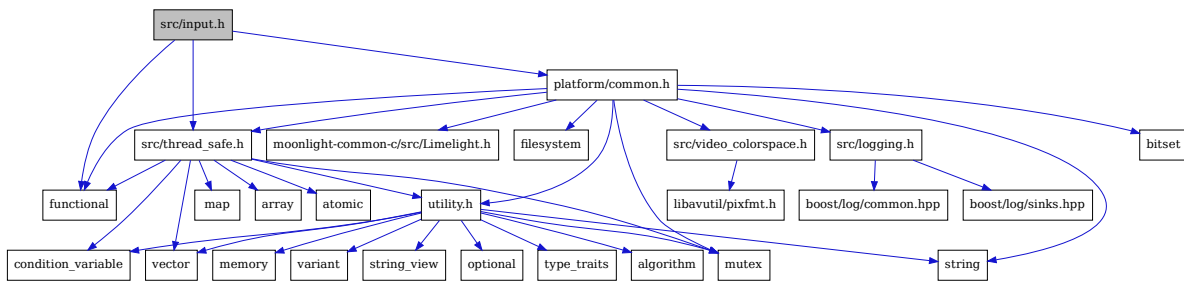 src/input.h
platform/common.h
src/thread_safe.h
moonlight-common-c/src/Limelight.h
filesystem
src/video_colorspace.h
src/logging.h
bitset
functional
map
array
atomic
utility.h
libavutil/pixfmt.h
boost/log/common.hpp
boost/log/sinks.hpp
condition_variable
vector
memory
variant
string_view
optional
type_traits
algorithm
mutex
string